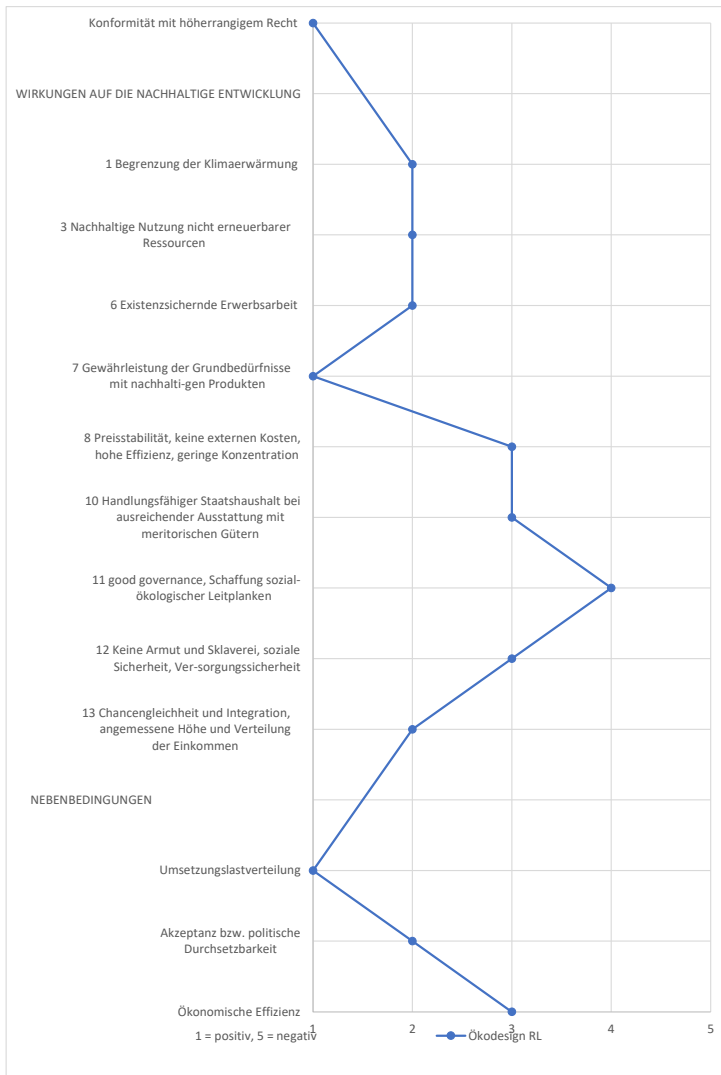 Konformität mit höherrangigem Recht
WIRKUNGEN AUF DIE NACHHALTIGE ENTWICKLUNG
1 Begrenzung der Klimaerwärmung
3 Nachhaltige Nutzung nicht erneuerbarer
Ressourcen
6 Existenzsichernde Erwerbsarbeit
7 Gewährleistung der Grundbedürfnisse
mit nachhalti-gen Produkten
8 Preisstabilität, keine externen Kosten,
hohe Effizienz, geringe Konzentration
10 Handlungsfähiger Staatshaushalt bei
ausreichender Ausstattung mit
meritorischen Gütern
11 good governance, Schaffung sozial-
ökologischer Leitplanken
12 Keine Armut und Sklaverei, soziale
Sicherheit, Ver-sorgungssicherheit
13 Chancengleichheit und Integration,
angemessene Höhe und Verteilung
der Einkommen
NEBENBEDINGUNGEN
Umsetzungslastverteilung
Akzeptanz bzw. politische
Durchsetzbarkeit
Ökonomische Effizienz
1 2 3 4 5
1 = positiv, 5 = negativ
Ökodesign RL